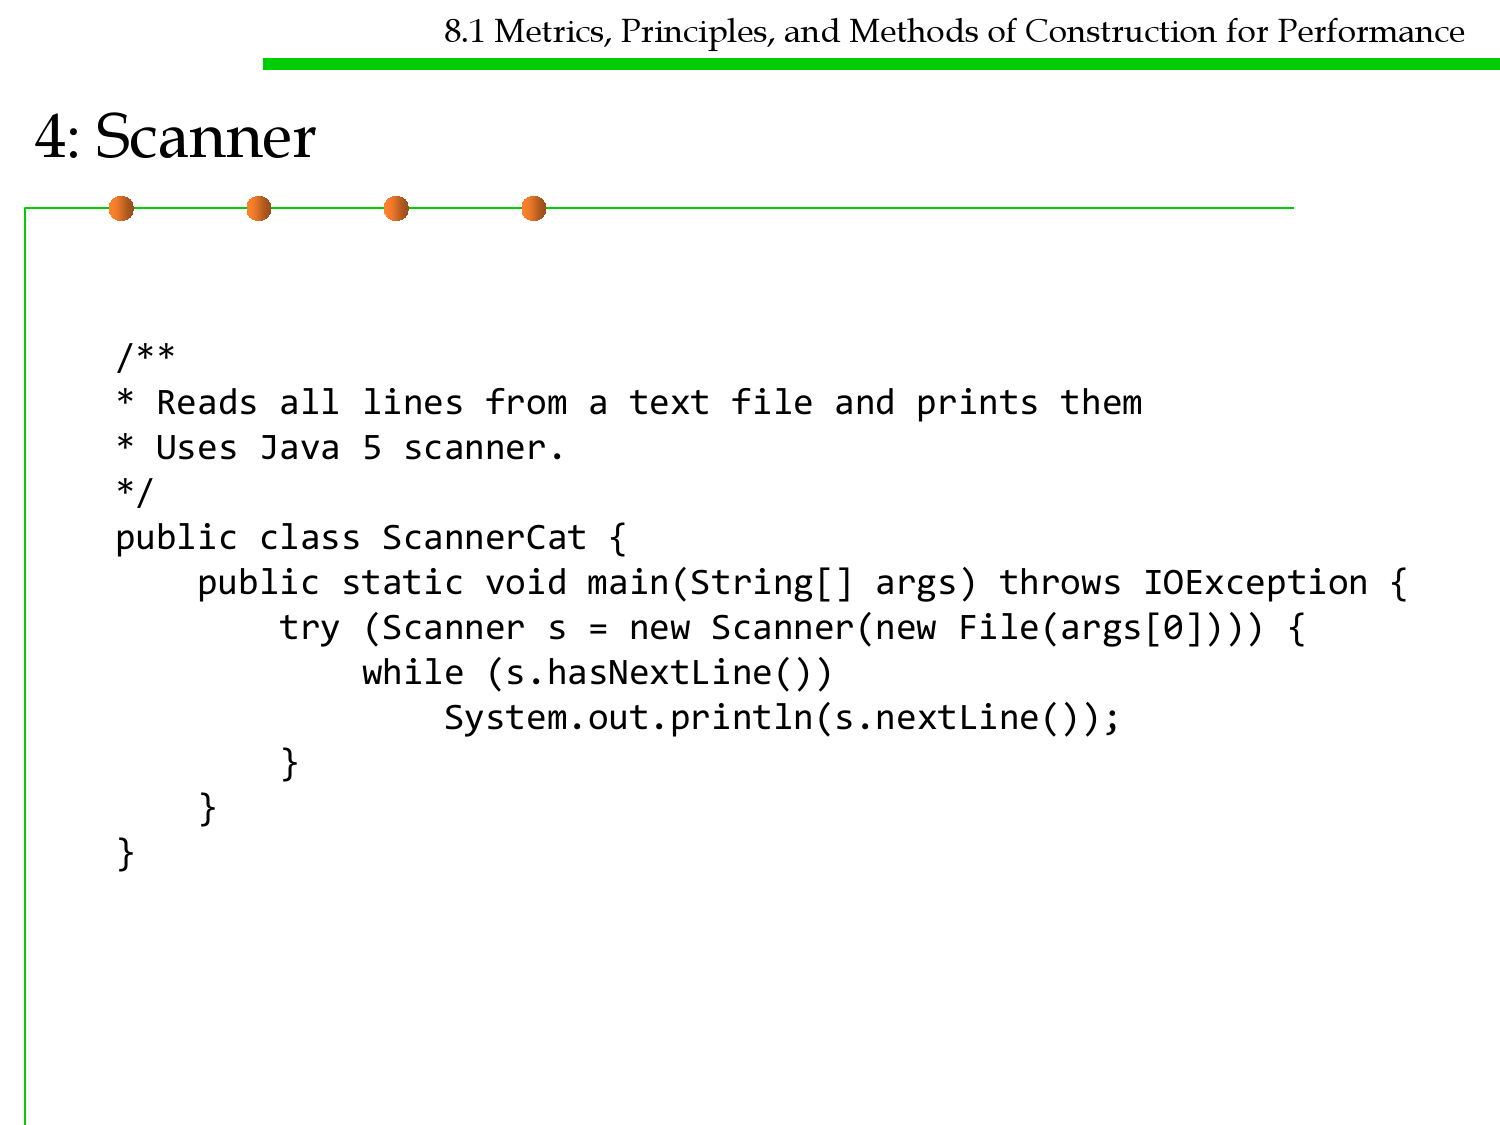 8.1 Metrics, Principles, and Methods of Construction for Performance
4: Scanner
/**
* Reads all lines from a text file and prints them
* Uses Java 5 scanner.
*/
public class ScannerCat {
    public static void main(String[] args) throws IOException {
        try (Scanner s = new Scanner(new File(args[0]))) {
            while (s.hasNextLine())
                System.out.println(s.nextLine());
        }
    }
}